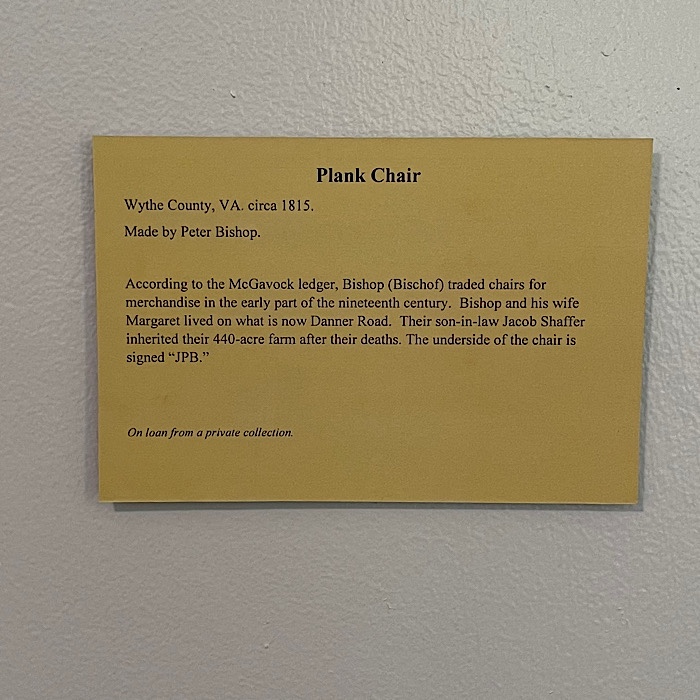 Plank Chair
Wythe County, VA. circa 1815.
Made by Peter Bishop.
According to the McGavock ledger, Bishop (Bischof) traded chairs for
merchandise in the early part of the nineteenth century.  Bishop and his wife
Margaret lived on what is now Danner Road.  Their son-in-law Jacob Shaffer
inherited their 440-acre farm after their deaths. The underside of the chair is
signed “JPB.”
On loan from a private collection.